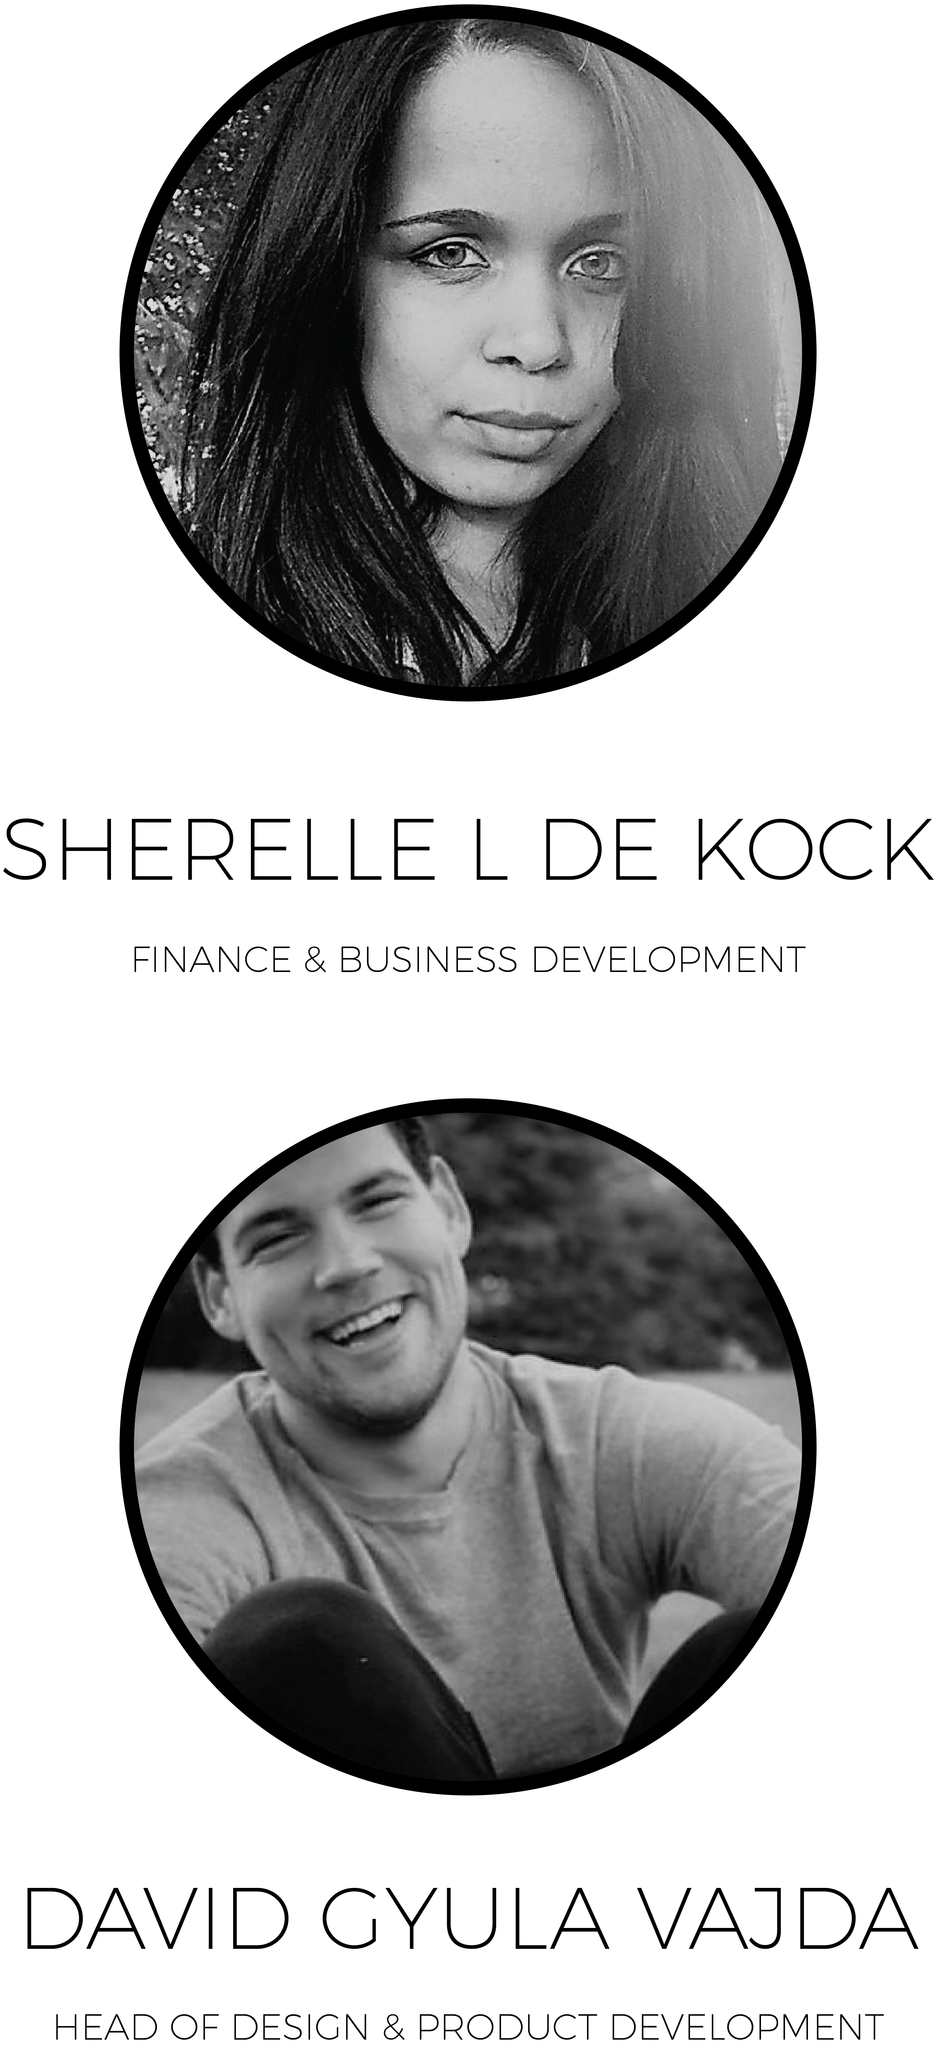 SHERELLE L DE KOCK
FINANCE & BUSINESS DEVELOPMENT
DAVID GYULA VAJDA
HEAD OF DESIGN & PRODUCT DEVELOPMENT